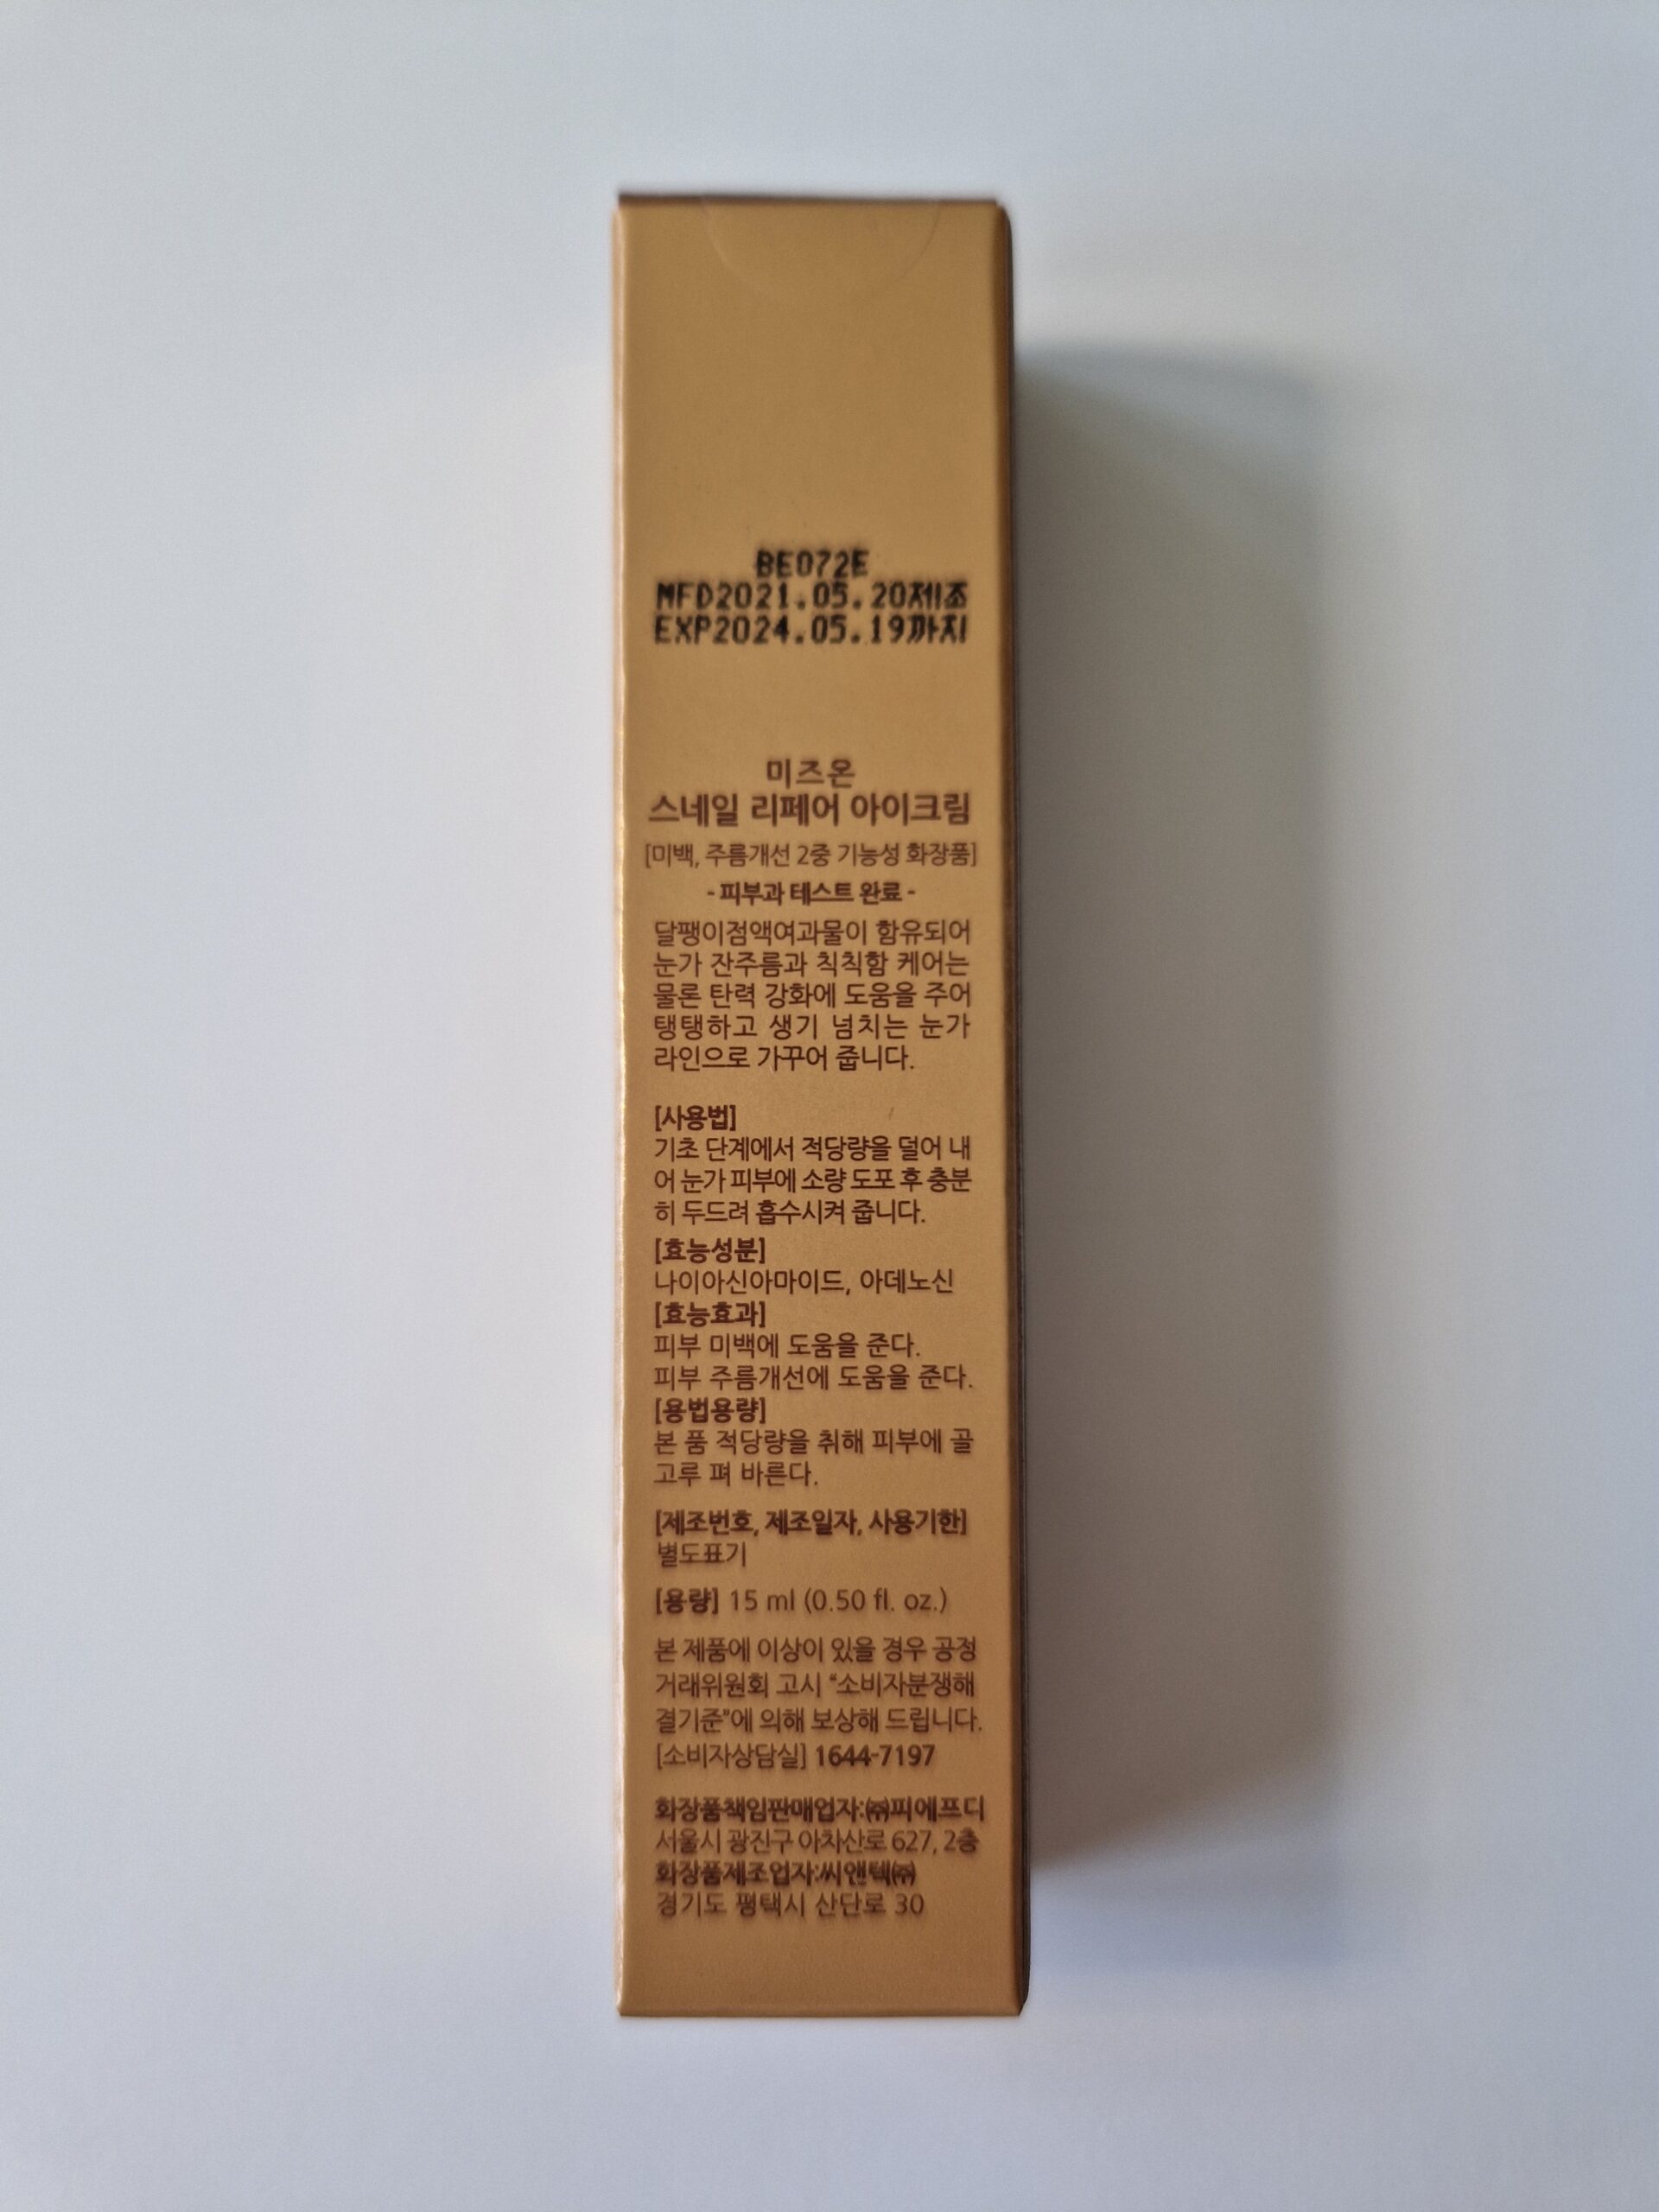 BE072E
MFD2021.05.20제조
EXP2024.05.19까지
미즈온
스네일 리페어 아이크림
[미백, 주름개선 2중 기능성 화장품]
- 피부과 테스트 완료 -
달팽이점액여과물이 함유되어
눈가 잔주름과 칙칙함 케어는
물론 탄력 강화에 도움을 주어
탱탱하고 생기 넘치는 눈가
라인으로 가꾸어 줍니다.
[사용법]
기초 단계에서 적당량을 덜어 내
어 눈가 피부에 소량 도포 후 충분
히 두드려 흡수시켜 줍니다.
[효능성분]
나이아신아마이드, 아데노신
[효능효과]
피부 미백에 도움을 준다.
피부 주름개선에 도움을 준다.
[용법용량]
본 품 적당량을 취해 피부에 골
고루 펴 바른다.
[제조번호, 제조일자, 사용기한]
별도표기
[용량] 15 ml (0.50 fl. oz.)
본 제품에 이상이 있을 경우 공정
거래위원회 고시 “소비자분쟁해
결기준”에 의해 보상해 드립니다.
[소비자상담실] 1644-7197
화장품책임판매업자:㈜피에프디
서울시 광진구 아차산로 627, 2층
화장품제조업자:씨앤텍㈜
경기도 평택시 산단로 30